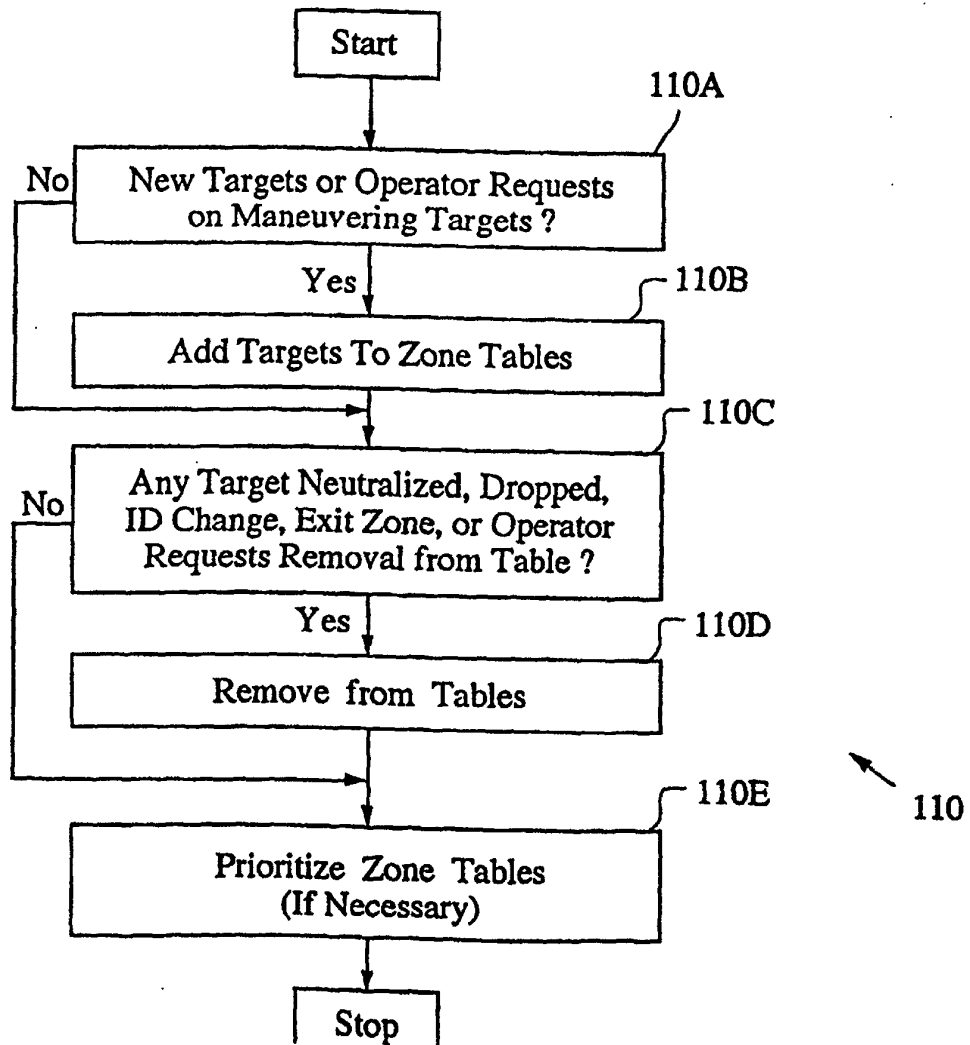 Start
110A
No
New Targets or Operator Requests
on Maneuvering Targets ?
Yes
110B
Add Targets To Zone Tables
110C
No
Any Target Neutralized, Dropped,
ID Change, Exit Zone, or Operator
Requests Removal from Table ?
Yes
110D
Remove from Tables
110E
110
Prioritize Zone Tables
(If Necessary)
Stop